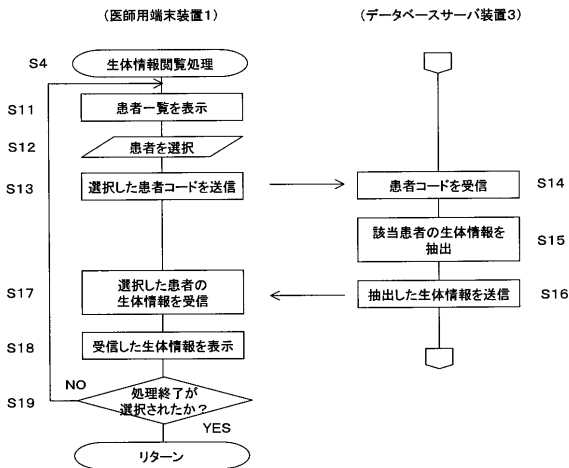 (医師用端末装置1)
(データベースサーバ装置3)
S4
生体情報閲覧処理
S11
患者一覧を表示
S12
患者を選択
S13
選択した患者コードを送信
患者コードを受信
S14
該当患者の生体情報を
抽出
S15
S17
選択した患者の
生体情報を受信
抽出した生体情報を送信
S16
S18
受信した生体情報を表示
NO
S19
処理終了が
選択されたか?
YES
リターン